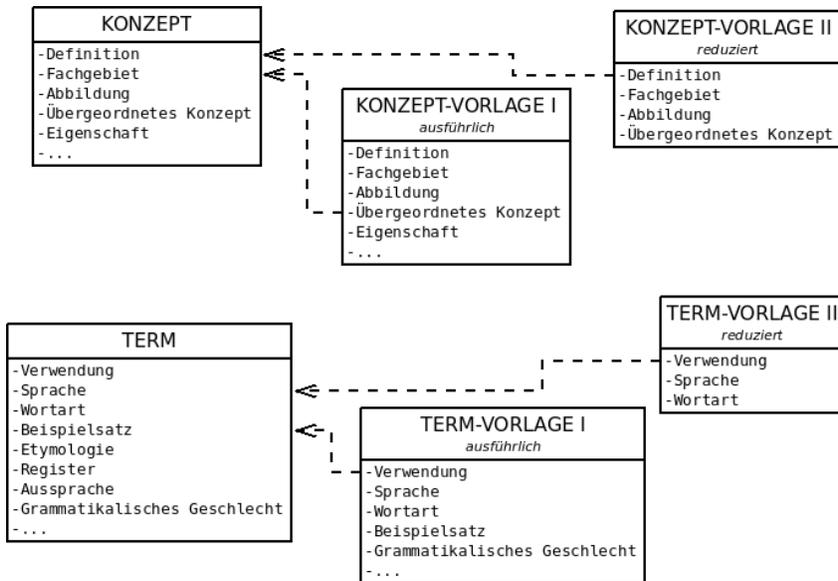 KONZEPT
-Definition
-Fachgebiet
-Abbildung
-Übergeordnetes Konzept
-Eigenschaft
-...
KONZEPT-VORLAGE II
reduziert
-Definition
-Fachgebiet
-Abbildung
-Übergeordnetes Konzept
KONZEPT-VORLAGE I
ausführlich
-Definition
-Fachgebiet
-Abbildung
-Übergeordnetes Konzept
-Eigenschaft
-...
TERM
-Verwendung
-Sprache
-Wortart
-Beispielsatz
-Etymologie
-Register
-Aussprache
-Grammatikalisches Geschlecht
-...
TERM-VORLAGE II
reduziert
-Verwendung
-Sprache
-Wortart
TERM-VORLAGE I
ausführlich
-Verwendung
-Sprache
-Wortart
-Beispielsatz
-Grammatikalisches Geschlecht
-...